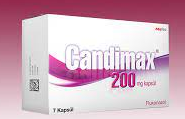 Candimax®
200 mg kapsül
7 Kapsül
Flukonazol